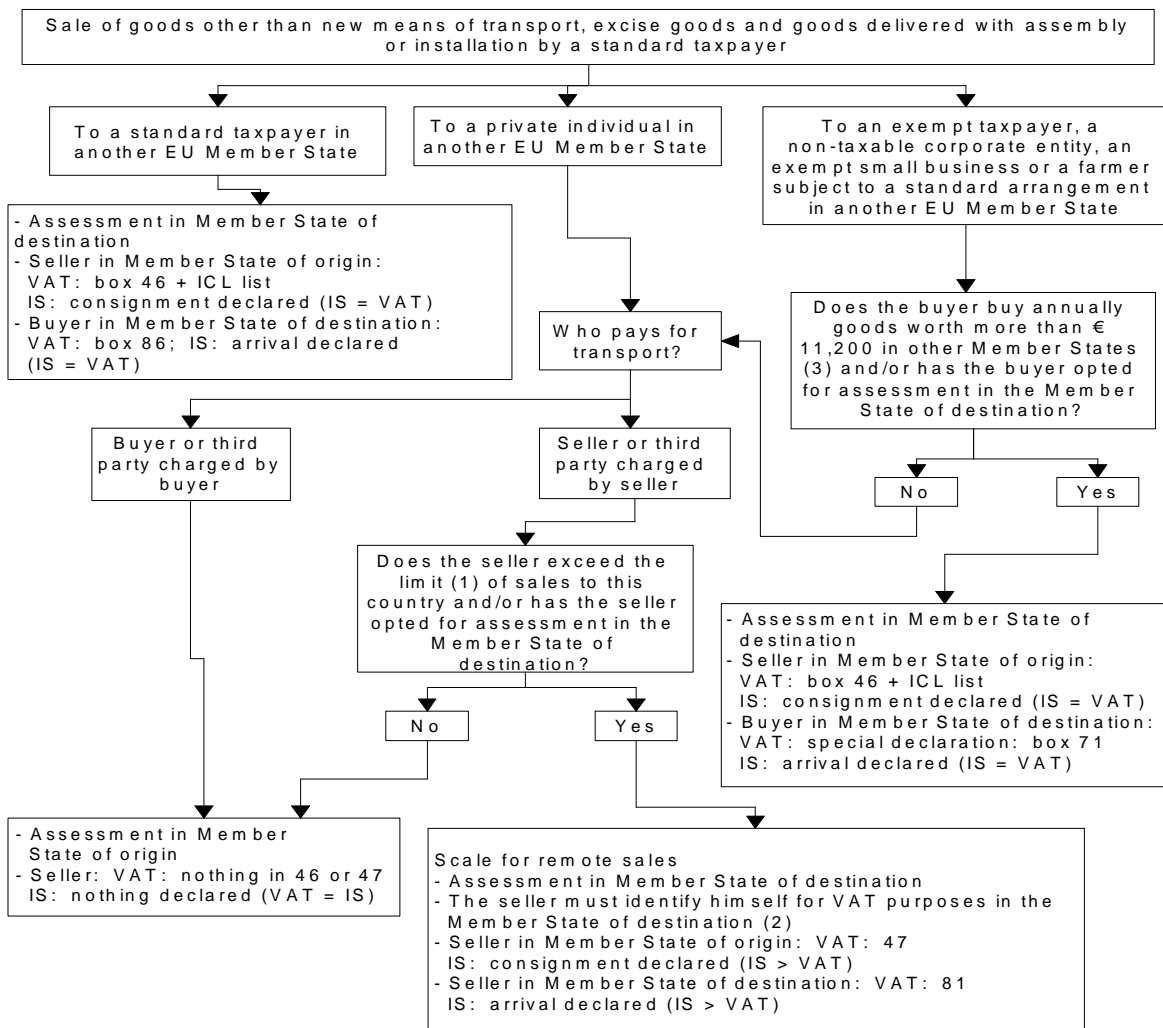 Sale of goods other than new means of transport, excise goods and goods delivered with assembly
or installation by a standard taxpayer
To a standard taxpayer in
another EU Member State
To a private individual in
another EU Member State
To an exempt taxpayer, a
non-taxable corporate entity, an
exempt small business or a farmer
subject to a standard arrangement
in another EU Member State
- Assessment in Member State of
destination
- Seller in Member State of origin:
VAT: box 46 + ICL list
IS: consignment declared (IS = VAT)
- Buyer in Member State of destination:
VAT: box 86; IS: arrival declared
(IS = VAT)
Who pays for
transport?
Does the buyer buy annually
goods worth more than €
11,200 in other Member States
(3) and/or has the buyer opted
for assessment in the Member
State of destination?
Buyer or third
party charged by
buyer
Seller or third
party charged
by seller
No
Yes
Does the seller exceed the
limit (1) of sales to this
country and/or has the seller
opted for assessment in the
Member State of
destination?
- Assessment in Member State of
destination
- Seller in Member State of origin:
VAT: box 46 + ICL list
IS: consignment declared (IS = VAT)
- Buyer in Member State of destination:
VAT: special declaration: box 71
IS: arrival declared (IS = VAT)
No
Yes
- Assessment in Member
State of origin
- Seller: VAT: nothing in 46 or 47
IS: nothing declared (VAT = IS)
Scale for remote sales
- Assessment in Member State of destination
- The seller must identify himself for VAT purposes in the
Member State of destination (2)
- Seller in Member State of origin: VAT: 47
IS: consignment declared (IS > VAT)
- Seller in Member State of destination: VAT: 81
IS: arrival declared (IS > VAT)